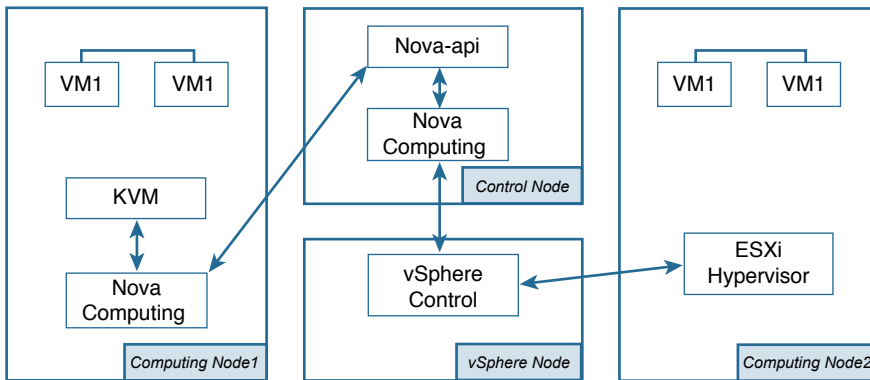 VM1
VM1
KVM
Nova
Computing
Computing Node1
Nova-api
Nova
Computing
Control Node
vSphere
Control
vSphere Node
VM1
VM1
ESXi
Hypervisor
Computing Node2